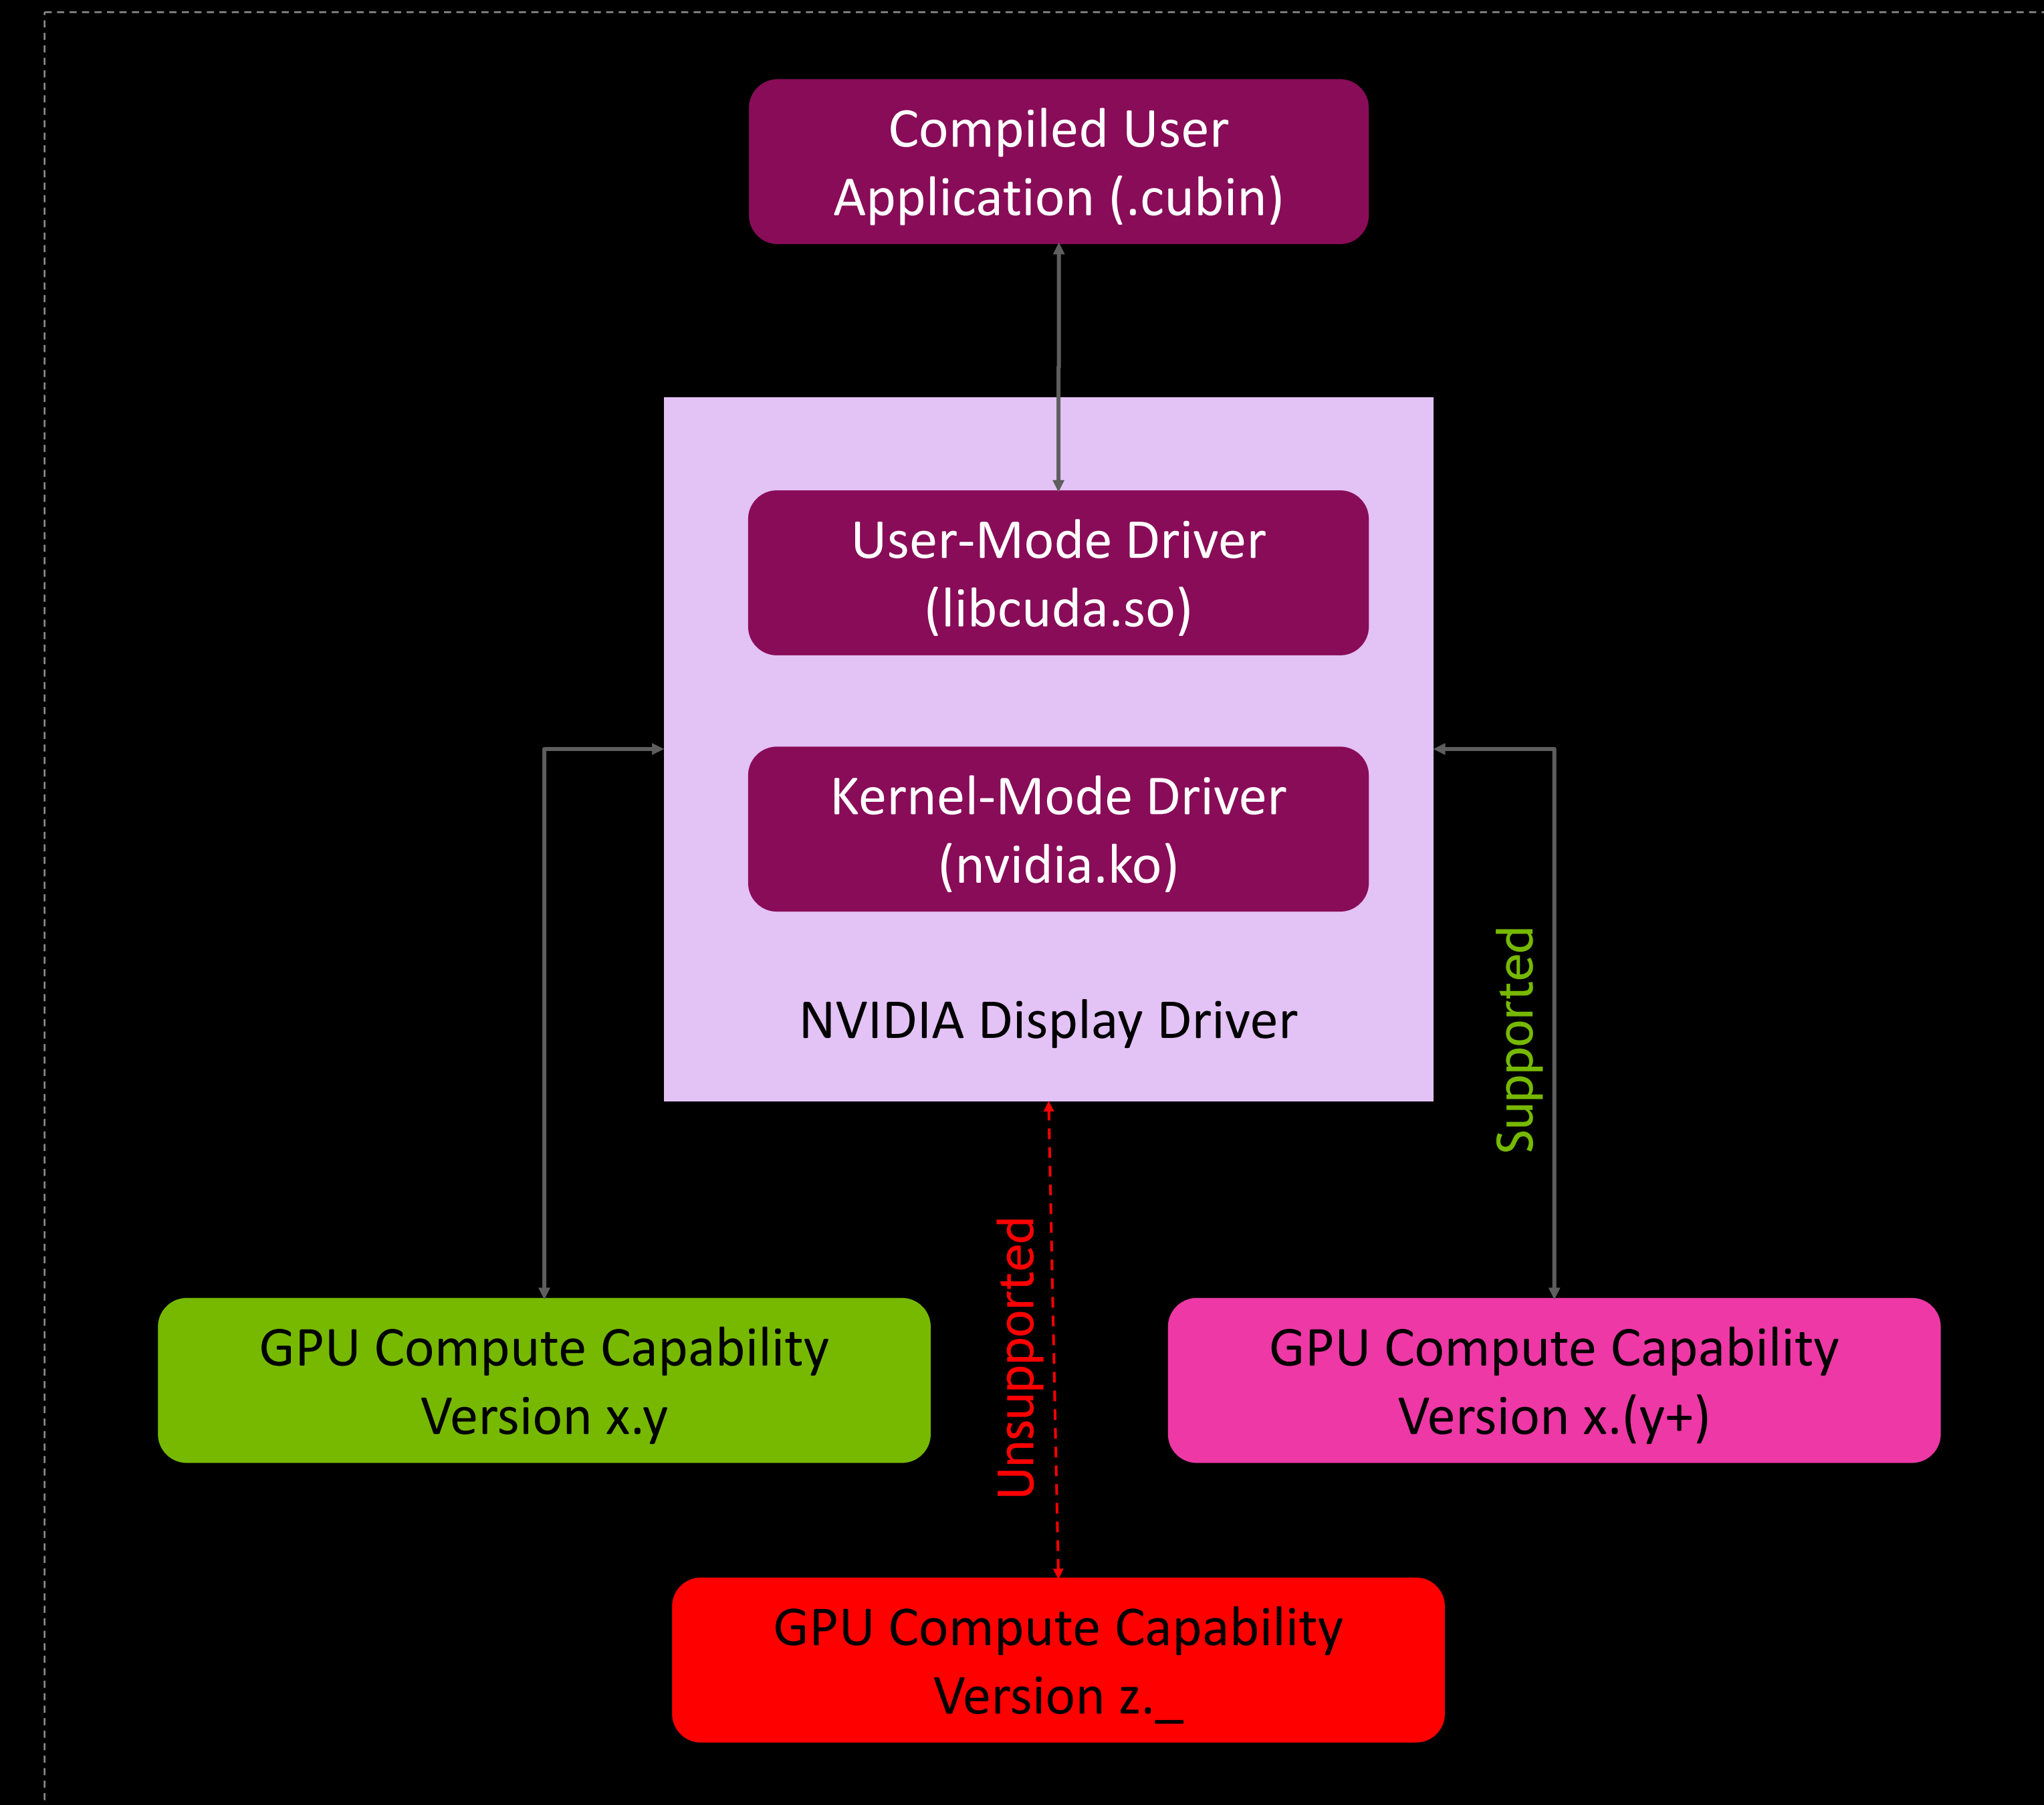 Compiled User
Application (.cubin)
User-Mode Driver
(libcuda.so)
Kernel-Mode Driver
(nvidia.ko)
NVIDIA Display Driver
Supported
Unsupported
GPU Compute Capability
Version x.y
GPU Compute Capability
Version x.(y+)
GPU Compute Capability
Version z._